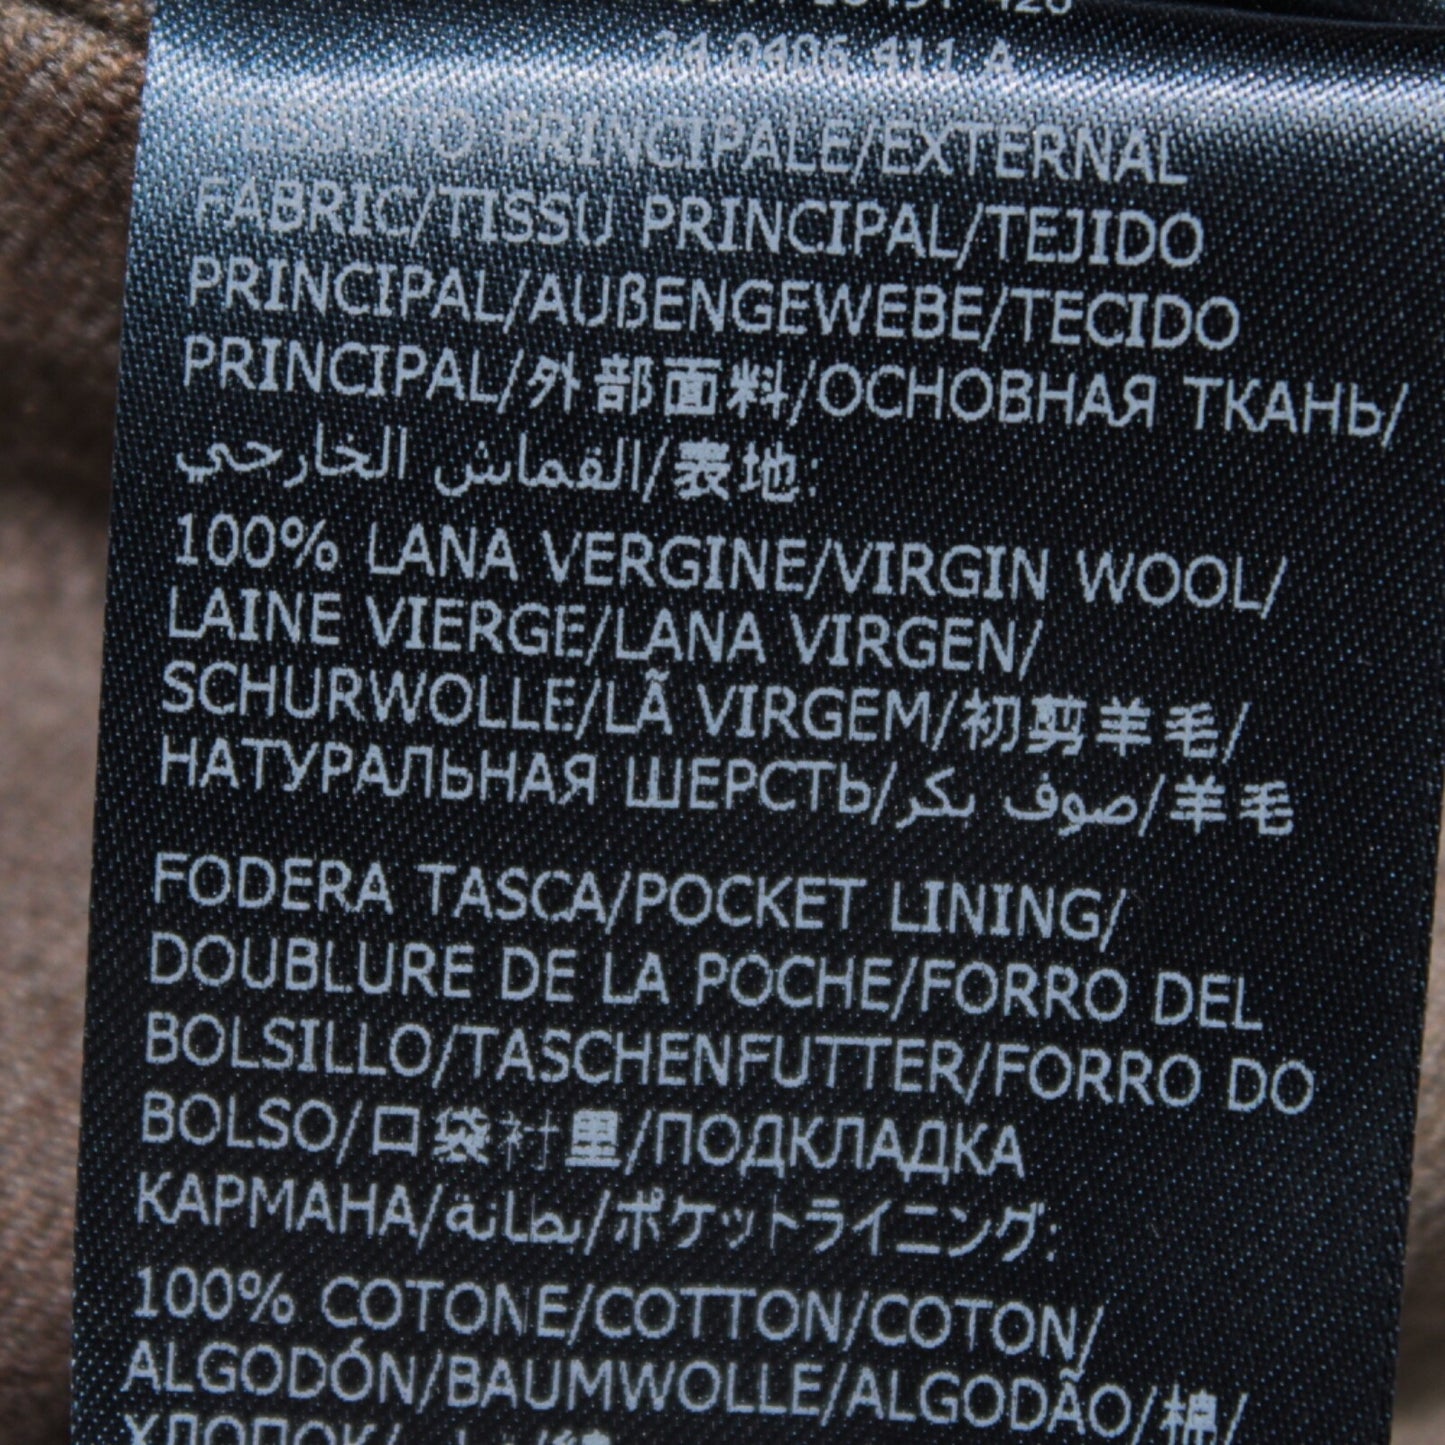 24 0406 411 A
TESSUTO PRINCIPALE/EXTERNAL
FABRIC/TISSU PRINCIPAL/TEJIDO
PRINCIPAL/AUßENGEWEBE/TECIDO
PRINCIPAL/外部面料/ОСНОВНАЯ ТКАНЬ/
القماش الخارجي/表地:
100% LANA VERGINE/VIRGIN WOOL/
LAINE VIERGE/LANA VIRGEN/
SCHURWOLLE/LÃ VIRGEM/初剪羊毛/
НАТУРАЛЬНАЯ ШЕРСТЬ/صوف بكر/羊毛
FODERA TASCA/POCKET LINING/
DOUBLURE DE LA POCHE/FORRO DEL
BOLSILLO/TASCHENFUTTER/FORRO DO
BOLSO/口袋衬里/ПОДКЛАДКА
КАРМАНА/بطانة/ポケットライニング:
100% COTONE/COTTON/COTON/
ALGODÓN/BAUMWOLLE/ALGODÃO/棉/
ХЛОПОК/